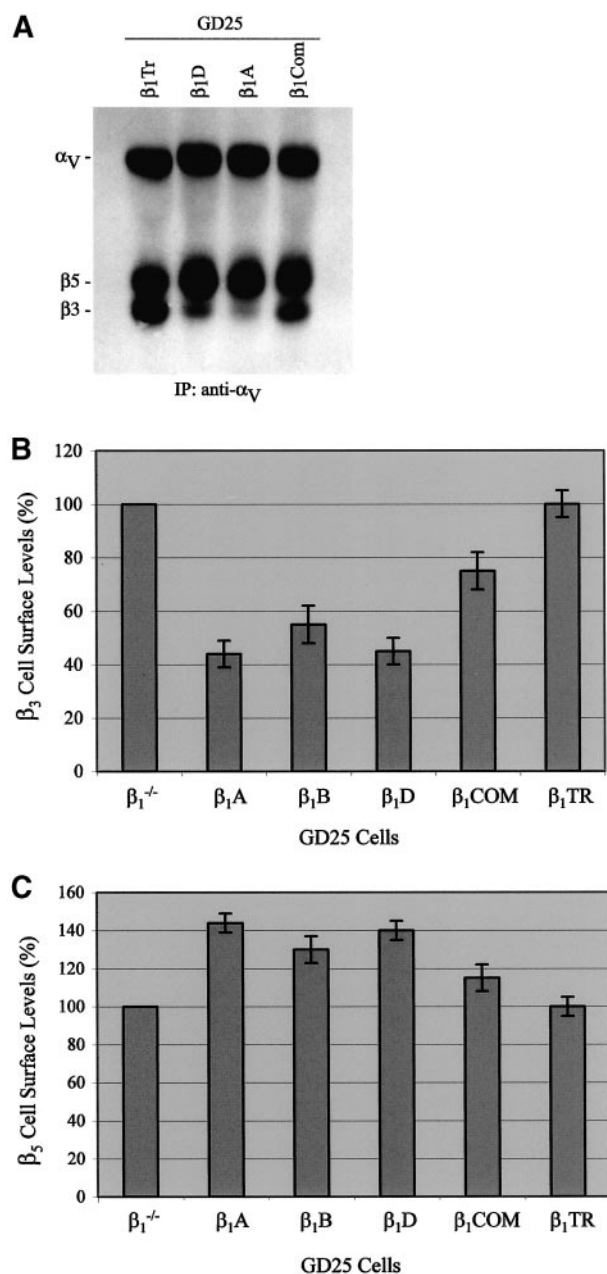 A
GD25
β₁Tr β₁D β₁A β₁Com
αV -
β5 -
β3 -
IP: anti-αV
B
β₃ Cell Surface Levels (%)
120
100
80
60
40
20
0
β₁⁻/⁻ β₁A β₁B β₁D β₁COM β₁TR
GD25 Cells
C
β₅ Cell Surface Levels (%)
160
140
120
100
80
60
40
20
0
β₁⁻/⁻ β₁A β₁B β₁D β₁COM β₁TR
GD25 Cells